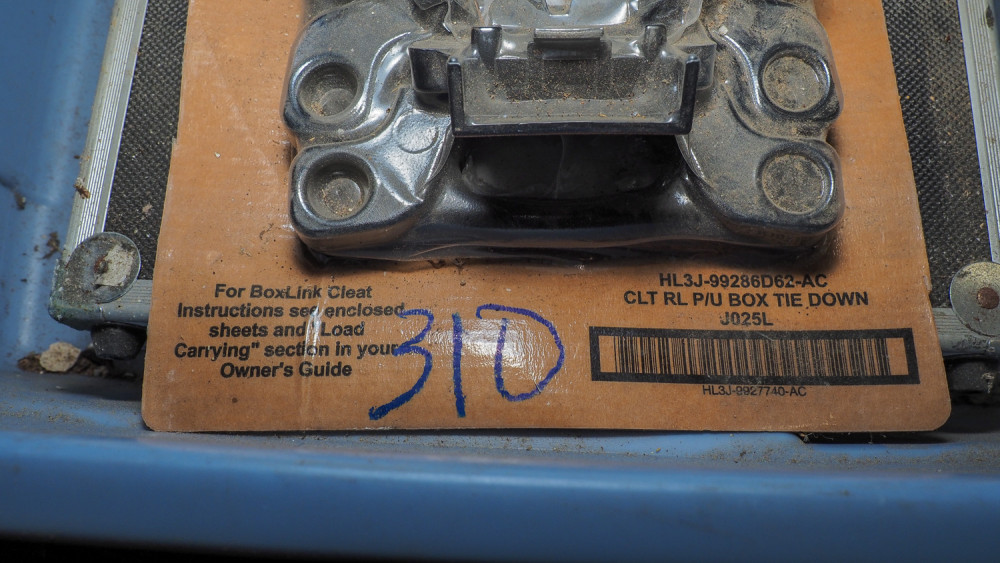 For BoxLink Cleat
Instructions see enclosed
sheets and "Load
Carrying" section in your
Owner's Guide
310
HL3J-99286D62-AC
CLT RL P/U BOX TIE DOWN
J025L
HL3J-9927740-AC